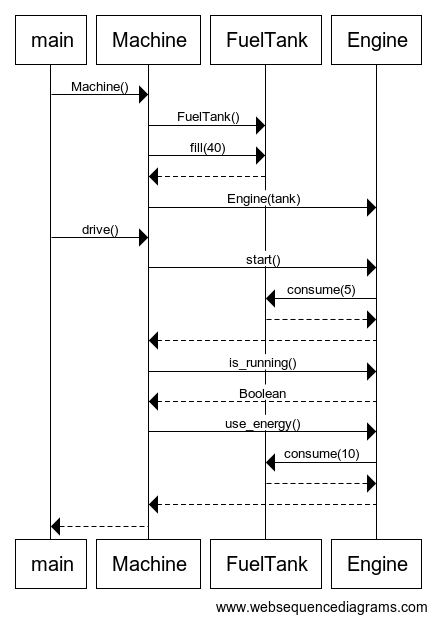 main Machine FuelTank Engine
Machine()
FuelTank()
fill(40)
Engine(tank)
drive()
start()
consume(5)
is_running()
Boolean
use_energy()
consume(10)
main Machine FuelTank Engine
www.websequencediagrams.com